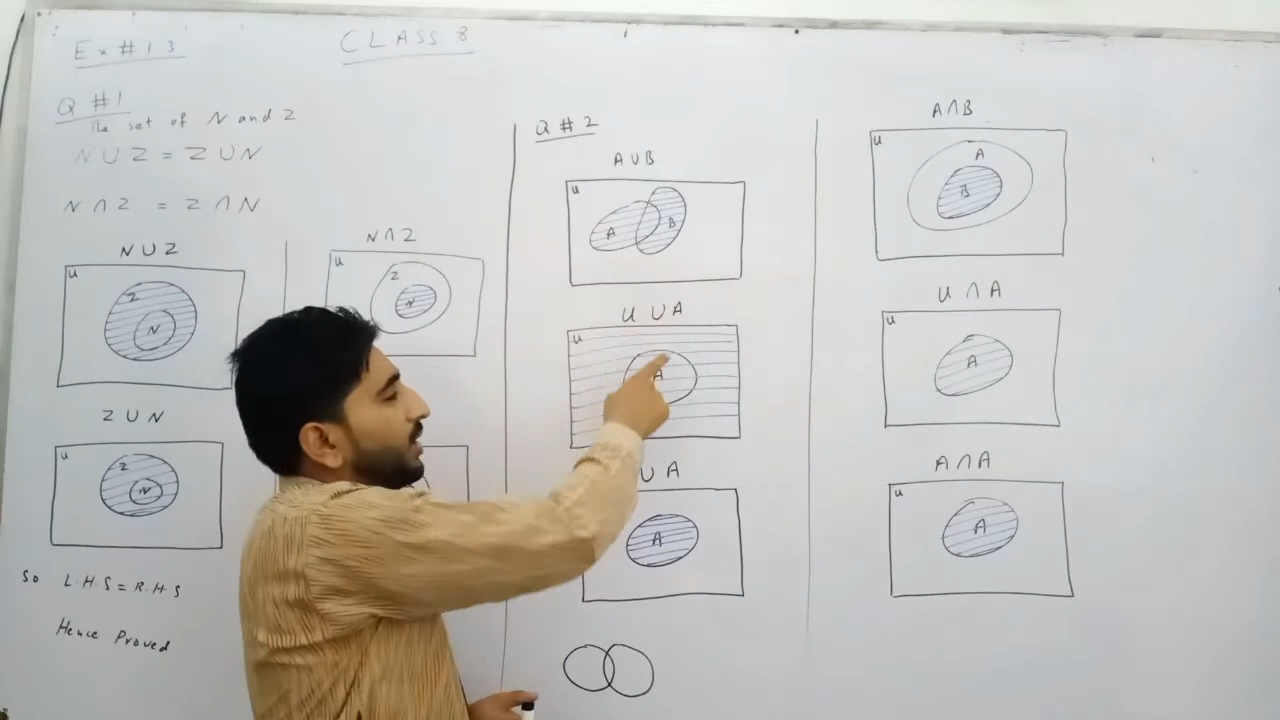 Ex # 13
CLASS 8
Q #1
The set of N and Z
N U Z = Z U N
N ∩ Z = Z ∩ N
N U Z
U
Z
N
N ∩ Z
U
Z
N
Z U N
U
Z
N
So L.H.S = R.H.S
Hence Proved
Q # 2
A U B
U
A
B
U U A
U
A
U A
A
A ∩ B
U
A
B
U ∩ A
U
A
A ∩ A
U
A